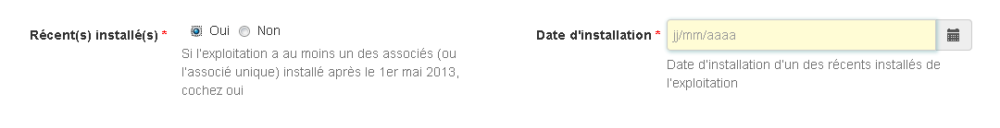 Récent(s) installé(s) * Oui Non
Si l'exploitation a au moins un des associés (ou
l'associé unique) installé après le 1er mai 2013,
cochez oui
Date d'installation * jj/mm/aaaa
Date d'installation d'un des récents installés de
l'exploitation